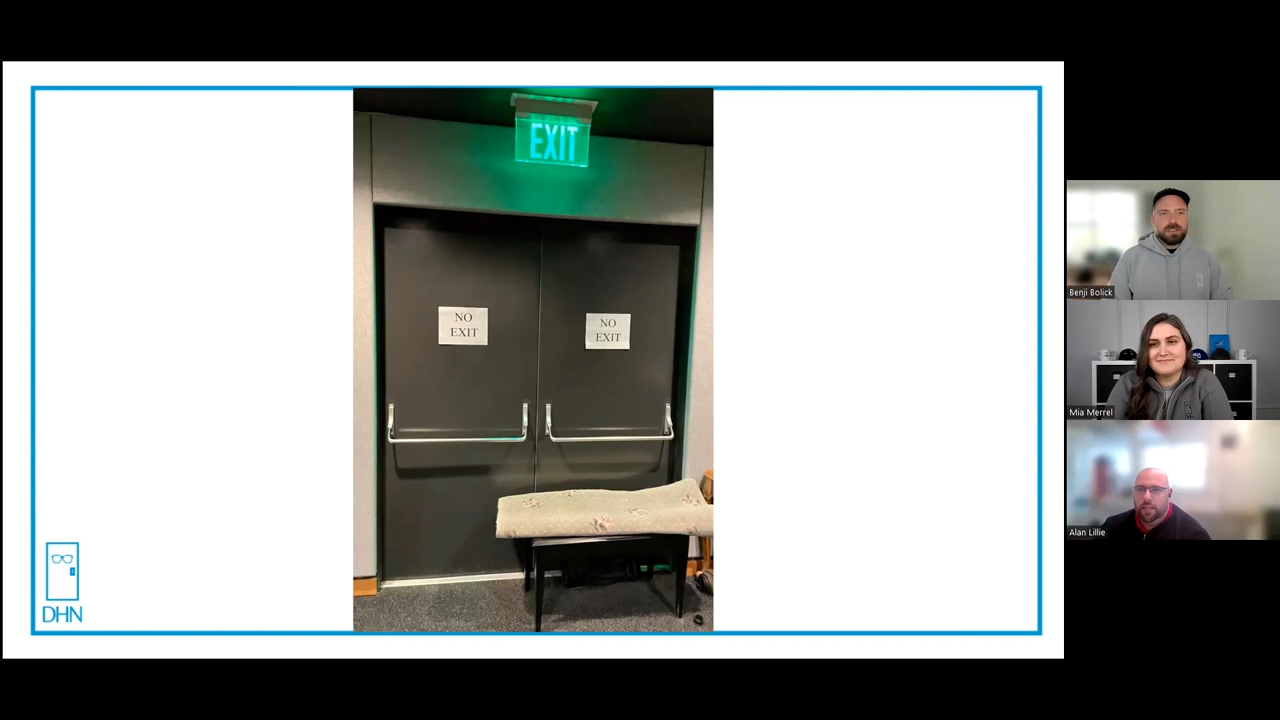 EXIT
NO
EXIT
NO
EXIT
DHN
Benji Bolick
Mia Merrel
Alan Lillie